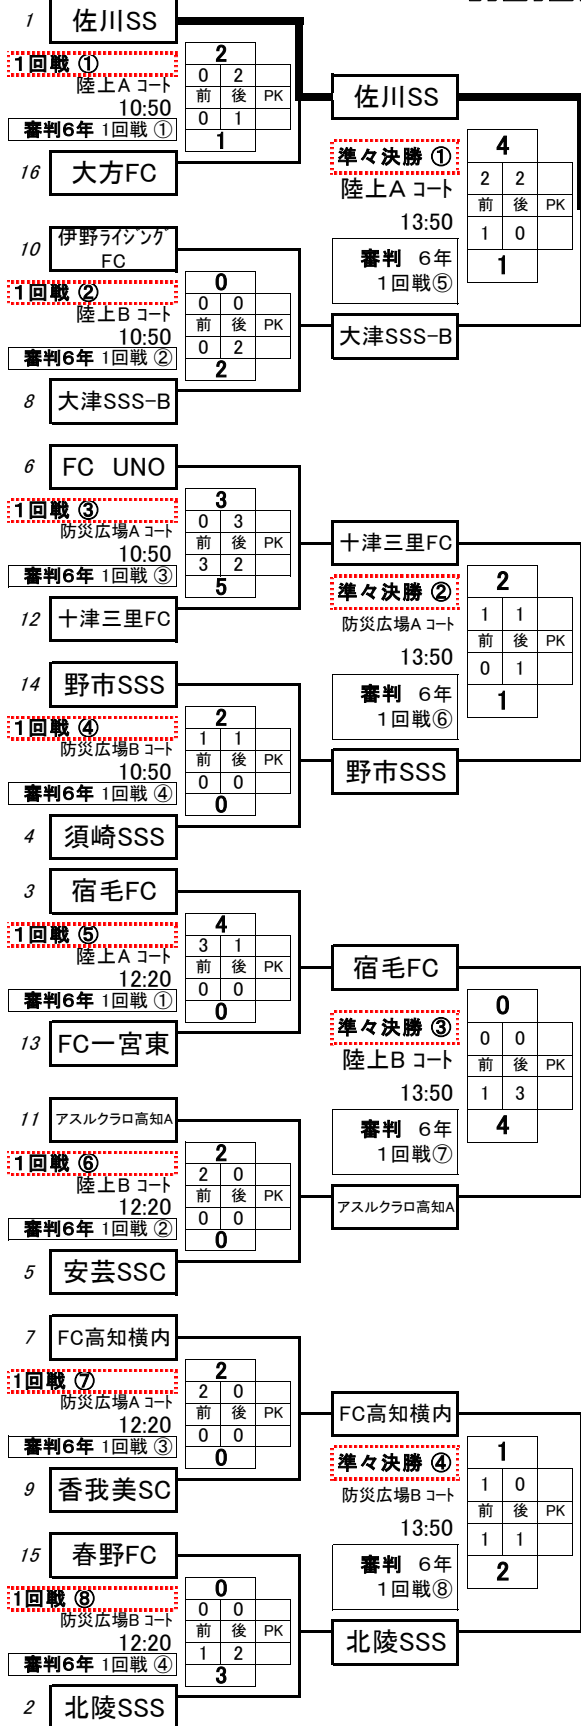 1 佐川SS
1回戦 ①
陸上A コート
10:50
審判6年 1回戦 ①
2
0 2
前 後 PK
0 1
1
16 大方FC
佐川SS
準々決勝 ①
陸上A コート
13:50
審判 6年
1回戦⑤
4
2 2
前 後 PK
1 0
1
10 伊野ライジング
FC
1回戦 ②
陸上B コート
10:50
審判6年 1回戦 ②
0
0 0
前 後 PK
0 2
2
8 大津SSS-B
大津SSS-B
6 FC UNO
1回戦 ③
防災広場A コート
10:50
審判6年 1回戦 ③
3
0 3
前 後 PK
3 2
5
12 十津三里FC
十津三里FC
準々決勝 ②
防災広場A コート
13:50
審判 6年
1回戦⑥
2
1 1
前 後 PK
0 1
1
14 野市SSS
1回戦 ④
防災広場B コート
10:50
審判6年 1回戦 ④
2
1 1
前 後 PK
0 0
0
4 須崎SSS
野市SSS
3 宿毛FC
1回戦 ⑤
陸上A コート
12:20
審判6年 1回戦 ①
4
3 1
前 後 PK
0 0
0
13 FC一宮東
宿毛FC
準々決勝 ③
陸上B コート
13:50
審判 6年
1回戦⑦
0
0 0
前 後 PK
1 3
4
11 アスルクラロ高知A
1回戦 ⑥
陸上B コート
12:20
審判6年 1回戦 ②
2
2 0
前 後 PK
0 0
0
5 安芸SSC
アスルクラロ高知A
7 FC高知横内
1回戦 ⑦
防災広場A コート
12:20
審判6年 1回戦 ③
2
2 0
前 後 PK
0 0
0
9 香我美SC
FC高知横内
準々決勝 ④
防災広場B コート
13:50
審判 6年
1回戦⑧
1
1 0
前 後 PK
1 1
2
15 春野FC
1回戦 ⑧
防災広場B コート
12:20
審判6年 1回戦 ④
0
0 0
前 後 PK
1 2
3
2 北陵SSS
北陵SSS